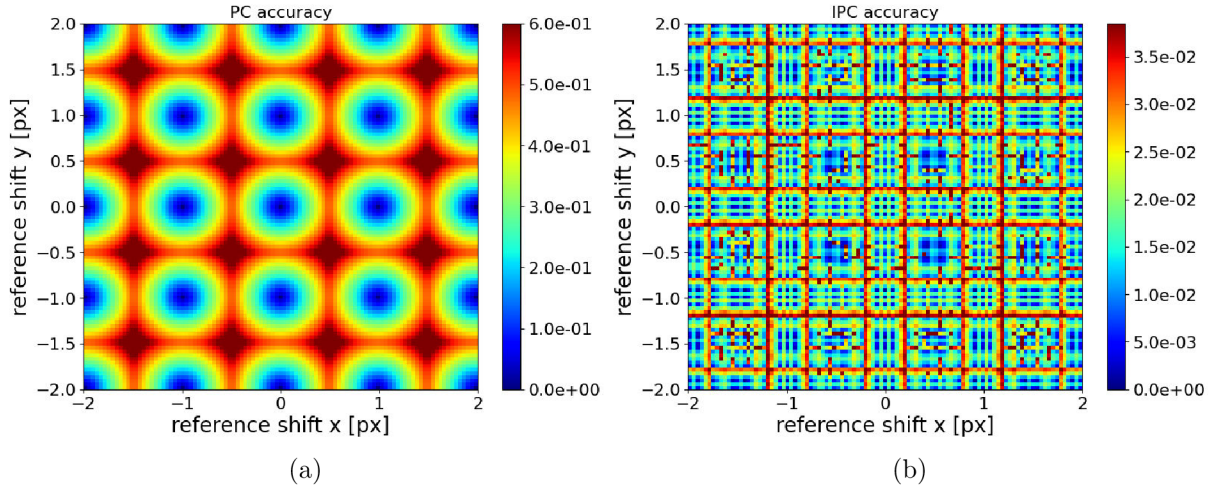 PC accuracy
IPC accuracy
2.0
1.5
1.0
0.5
0.0
−0.5
−1.0
−1.5
−2.0
reference shift y [px]
−2
−1
0
1
2
reference shift x [px]
6.0e-01
5.0e-01
4.0e-01
3.0e-01
2.0e-01
1.0e-01
0.0e+00
(a)
2.0
1.5
1.0
0.5
0.0
−0.5
−1.0
−1.5
−2.0
reference shift y [px]
−2
−1
0
1
2
reference shift x [px]
3.5e-02
3.0e-02
2.5e-02
2.0e-02
1.5e-02
1.0e-02
5.0e-03
0.0e+00
(b)